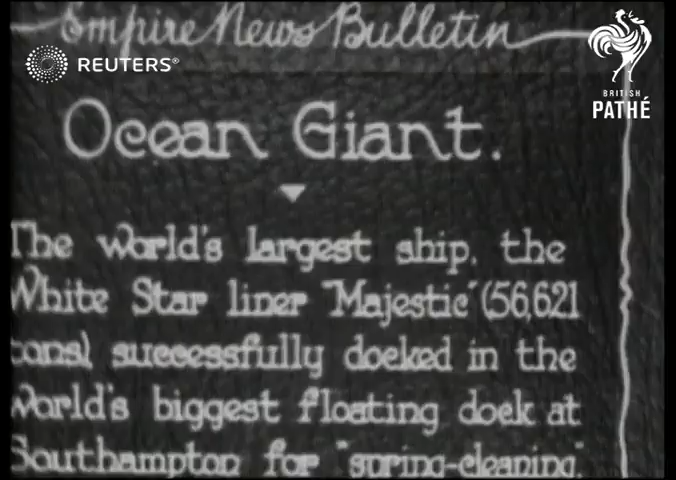 Empire News Bulletin
REUTERS®
BRITISH
PATHÉ
Ocean Giant.
The world's largest ship, the
White Star liner "Majestic" (56,621
tons) successfully docked in the
world's biggest floating dock at
Southampton for "spring-cleaning."